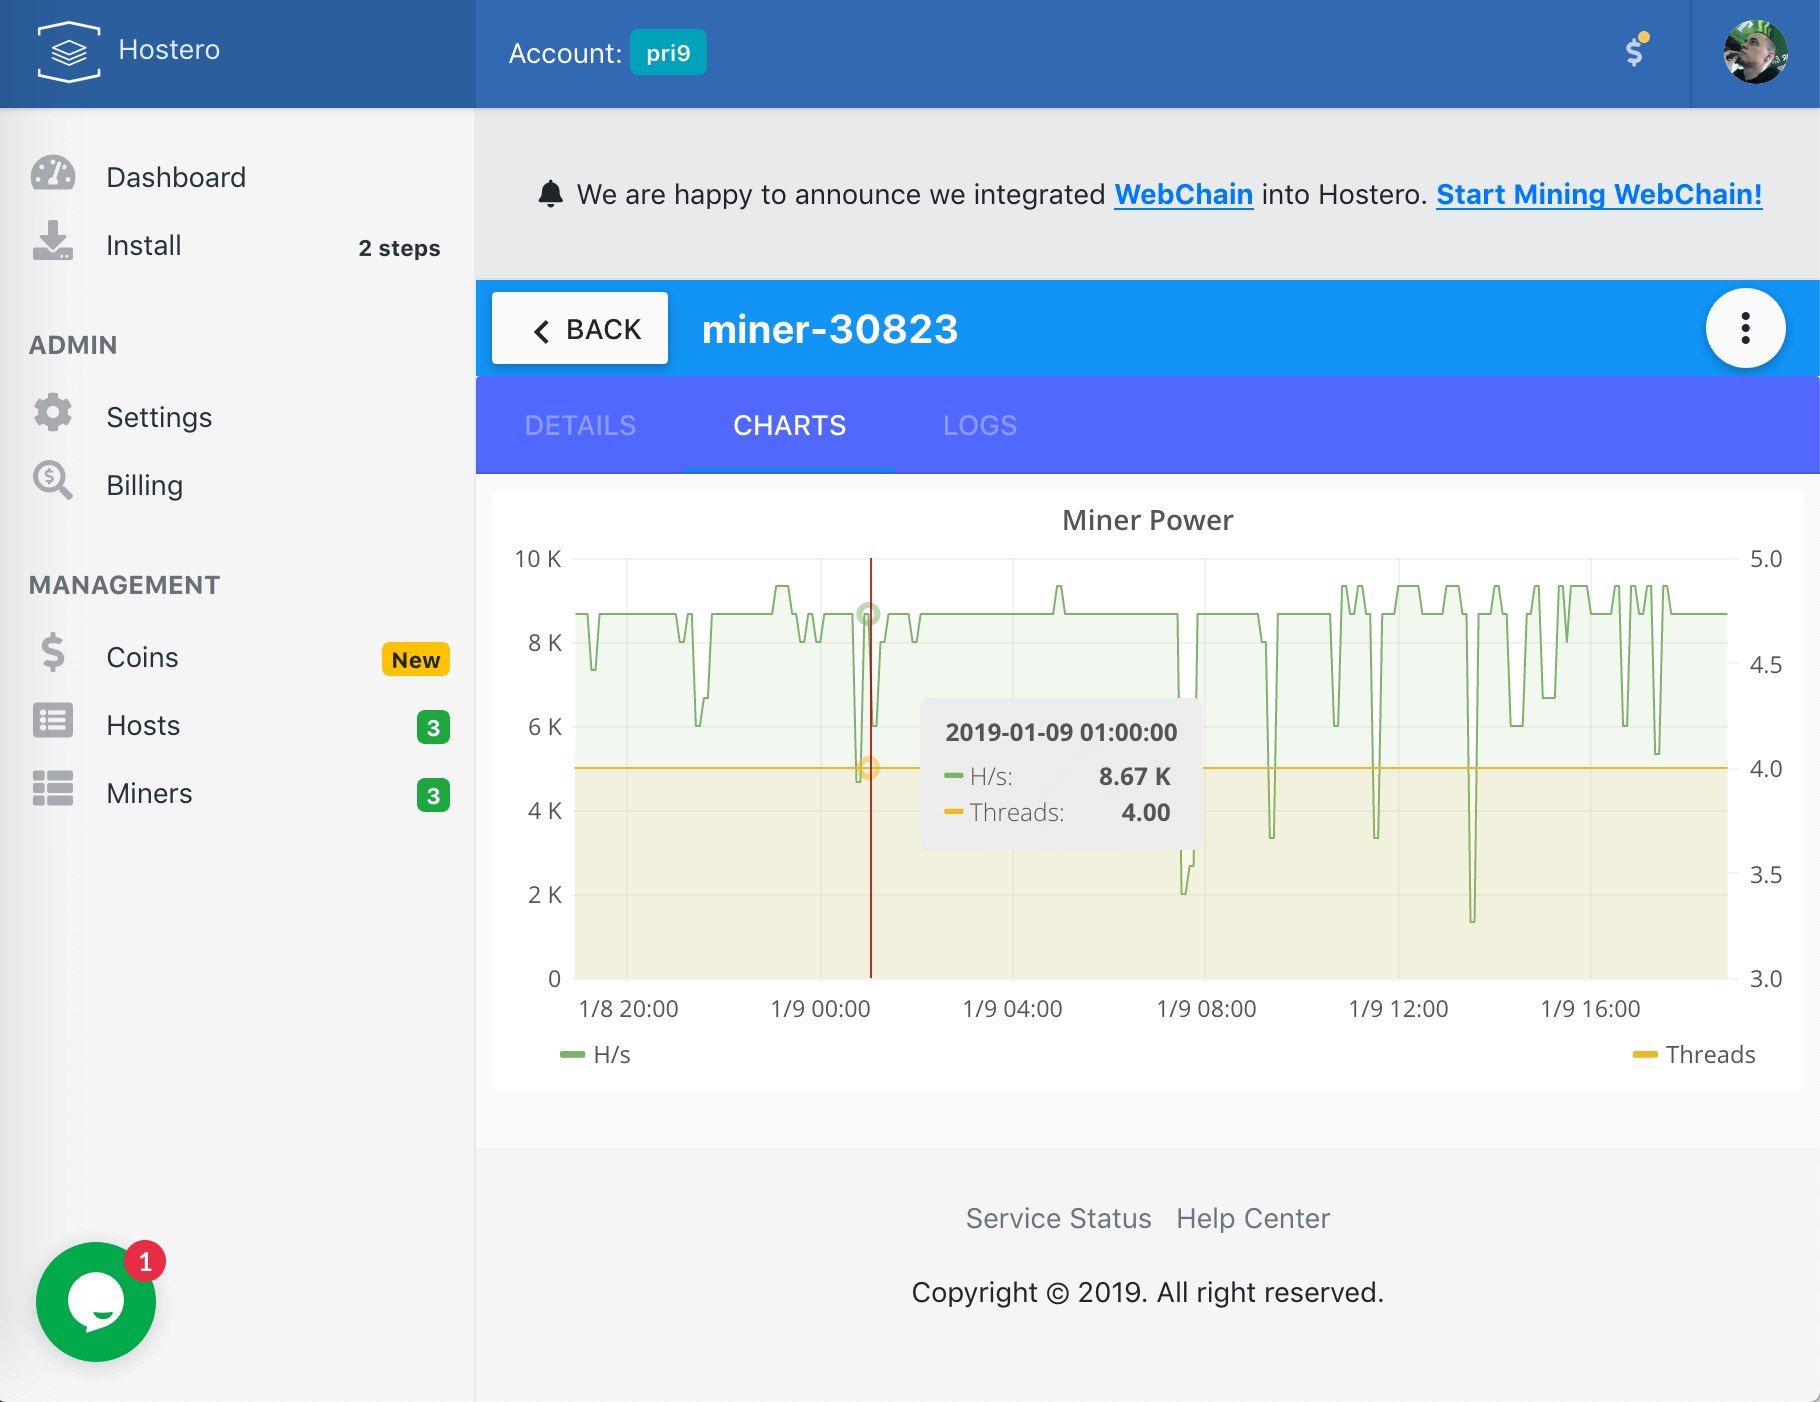 Hostero
Account: pri9
Dashboard
Install 2 steps
ADMIN
Settings
Billing
MANAGEMENT
Coins New
Hosts 3
Miners 3
1
We are happy to announce we integrated WebChain into Hostero. Start Mining WebChain!
BACK miner-30823
DETAILS CHARTS LOGS
Miner Power
10 K
8 K
6 K
4 K
2 K
0
5.0
4.5
4.0
3.5
3.0
2019-01-09 01:00:00
H/s: 8.67 K
Threads: 4.00
1/8 20:00 1/9 00:00 1/9 04:00 1/9 08:00 1/9 12:00 1/9 16:00
H/s Threads
Service Status Help Center
Copyright © 2019. All right reserved.